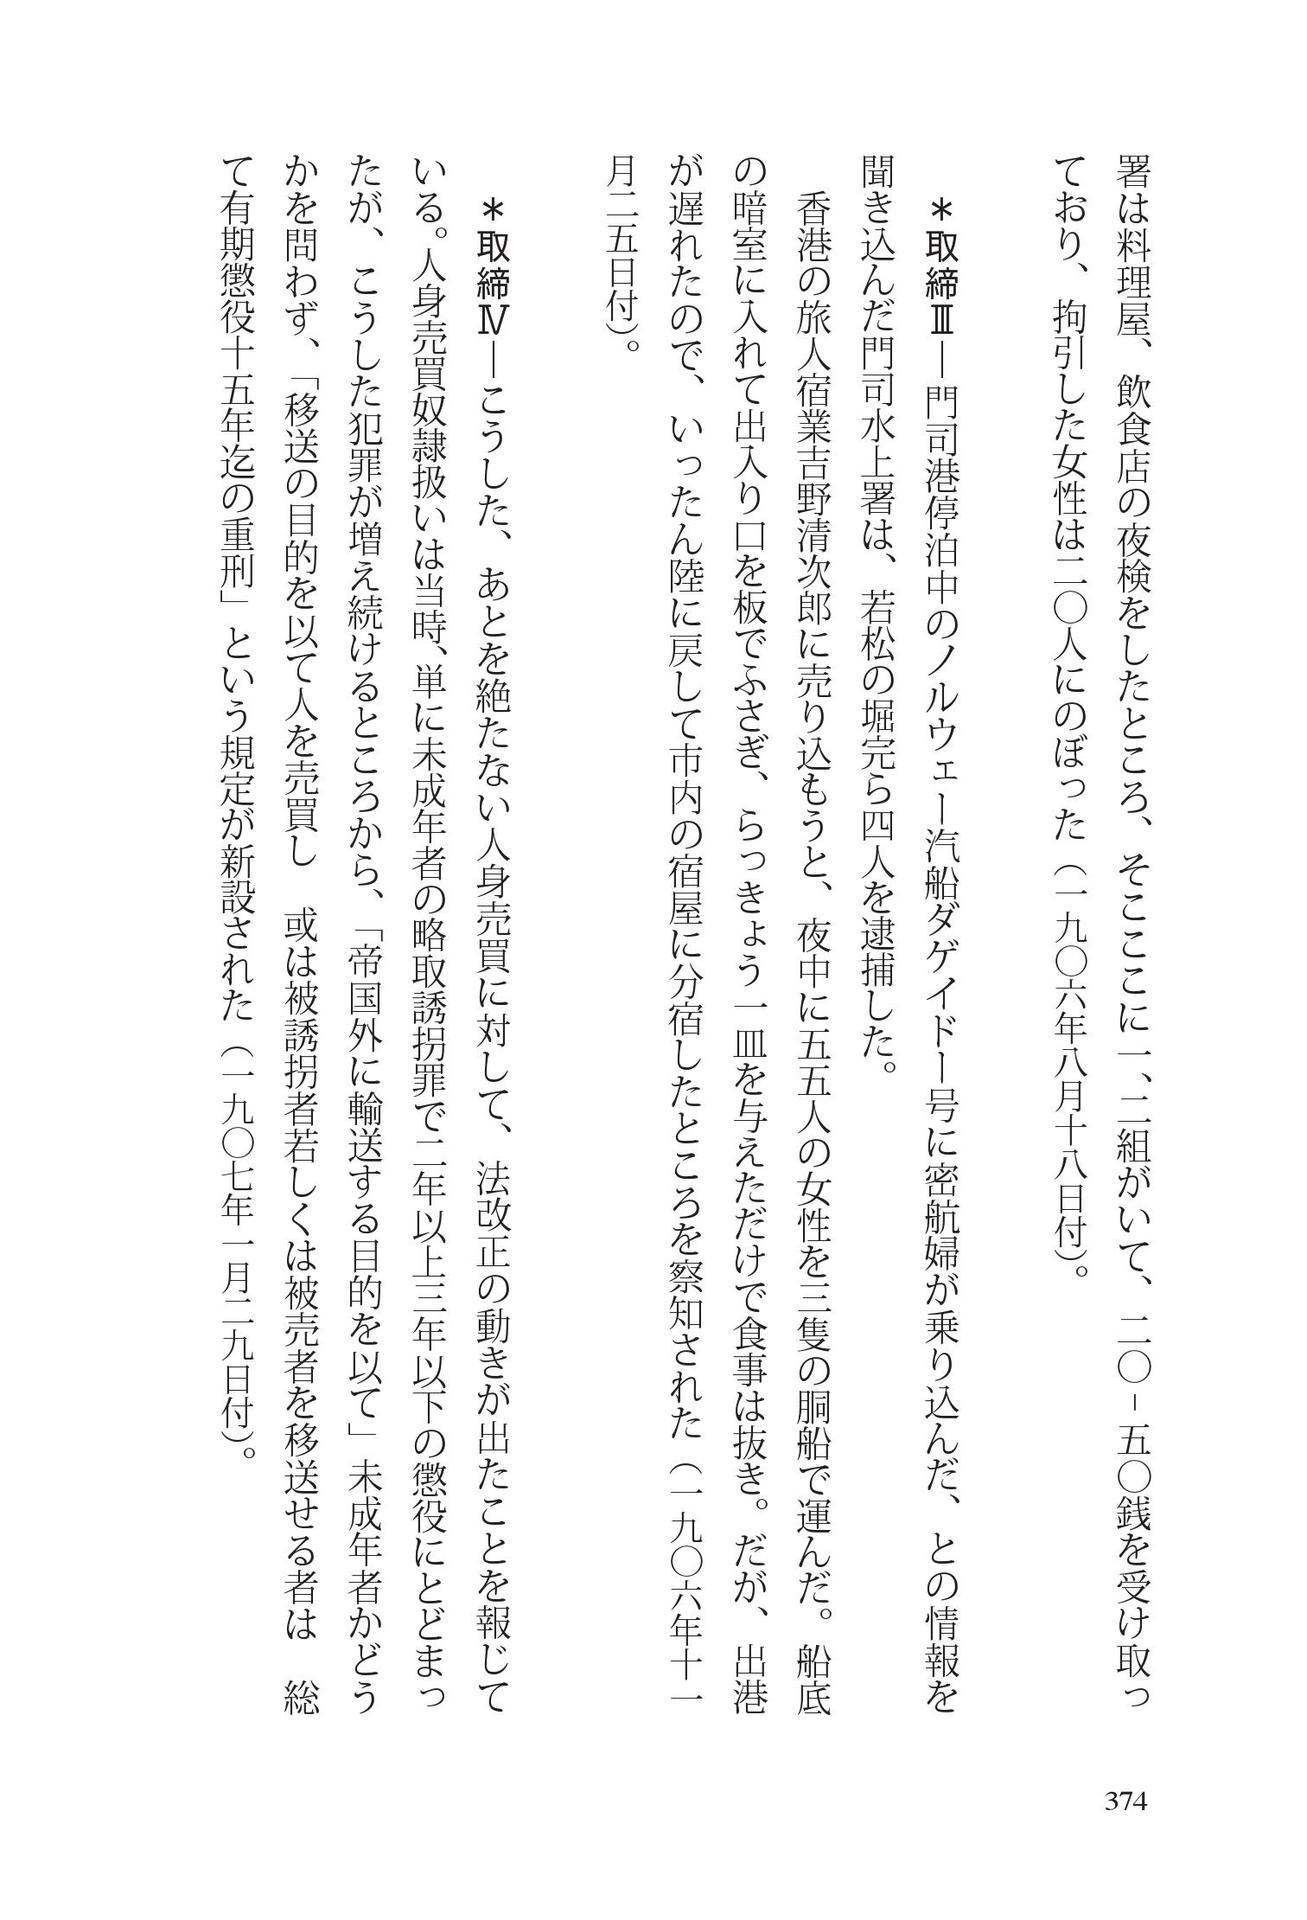 署は料理屋、飲食店の夜検をしたところ、そこここに一、二組がいて、二〇－五〇銭を受け取っ
ており、拘引した女性は二〇人にのぼった（一九〇六年八月十八日付）。
＊取締Ⅲ―門司港停泊中のノルウェー汽船ダゲイドー号に密航婦が乗り込んだ、との情報を
聞き込んだ門司水上署は、若松の堀完ら四人を逮捕した。
香港の旅人宿業吉野清次郎に売り込もうと、夜中に五五人の女性を三隻の胴船で運んだ。船底
の暗室に入れて出入り口を板でふさぎ、らっきょう一皿を与えただけで食事は抜き。だが、出港
が遅れたので、いったん陸に戻して市内の宿屋に分宿したところを察知された（一九〇六年十一
月二五日付）。
＊取締Ⅳ―こうした、あとを絶たない人身売買に対して、法改正の動きが出たことを報じて
いる。人身売買奴隷扱いは当時、単に未成年者の略取誘拐罪で二年以上三年以下の懲役にとどまっ
たが、こうした犯罪が増え続けるところから、「帝国外に輸送する目的を以て」未成年者かどう
かを問わず、「移送の目的を以て人を売買し　或は被誘拐者若しくは被売者を移送せる者は　総
て有期懲役十五年迄の重刑」という規定が新設された（一九〇七年一月二九日付）。
374